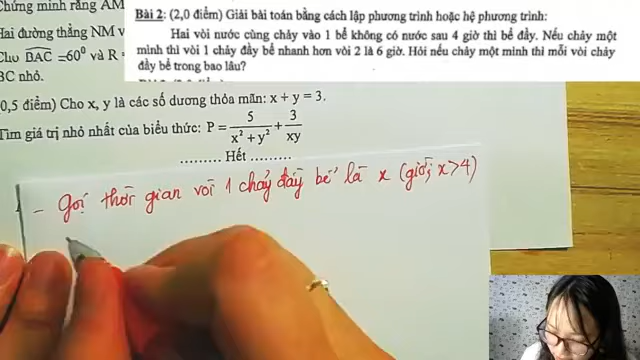 Chứng minh rằng AM
Hai đường thẳng NM v
Cho BAC = 60⁰ và R =
BC nhỏ.
Bài 2: (2,0 điểm) Giải bài toán bằng cách lập phương trình hoặc hệ phương trình:
Hai vòi nước cùng chảy vào 1 bể không có nước sau 4 giờ thì bể đầy. Nếu chảy một
mình thì vòi 1 chảy đầy bể nhanh hơn vòi 2 là 6 giờ. Hỏi nếu chảy một mình thì mỗi vòi chảy
đầy bể trong bao lâu?
0,5 điểm) Cho x, y là các số dương thỏa mãn: x + y = 3.
Tìm giá trị nhỏ nhất của biểu thức: P = 5/(x² + y²) + 3/(xy)
......... Hết .........
- Gọi thời gian vòi 1 chảy đầy bể là x (giờ; x>4)